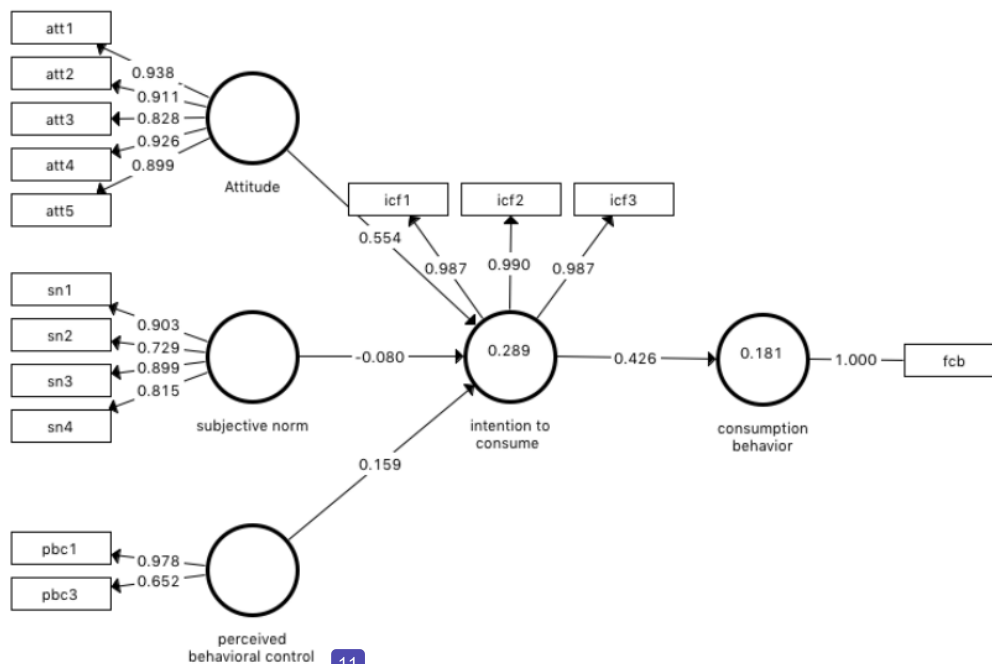 att1
0.938
att2
0.911
att3
0.828
att4
0.926
0.899
att5
Attitude
icf1
icf2
icf3
0.554
0.987
0.990
0.987
sn1
0.903
sn2
0.729
sn3
0.899
0.815
sn4
subjective norm
-0.080
0.289
intention to
consume
0.426
0.181
consumption
behavior
1.000
fcb
0.159
pbc1
0.978
0.652
pbc3
perceived
behavioral control
11